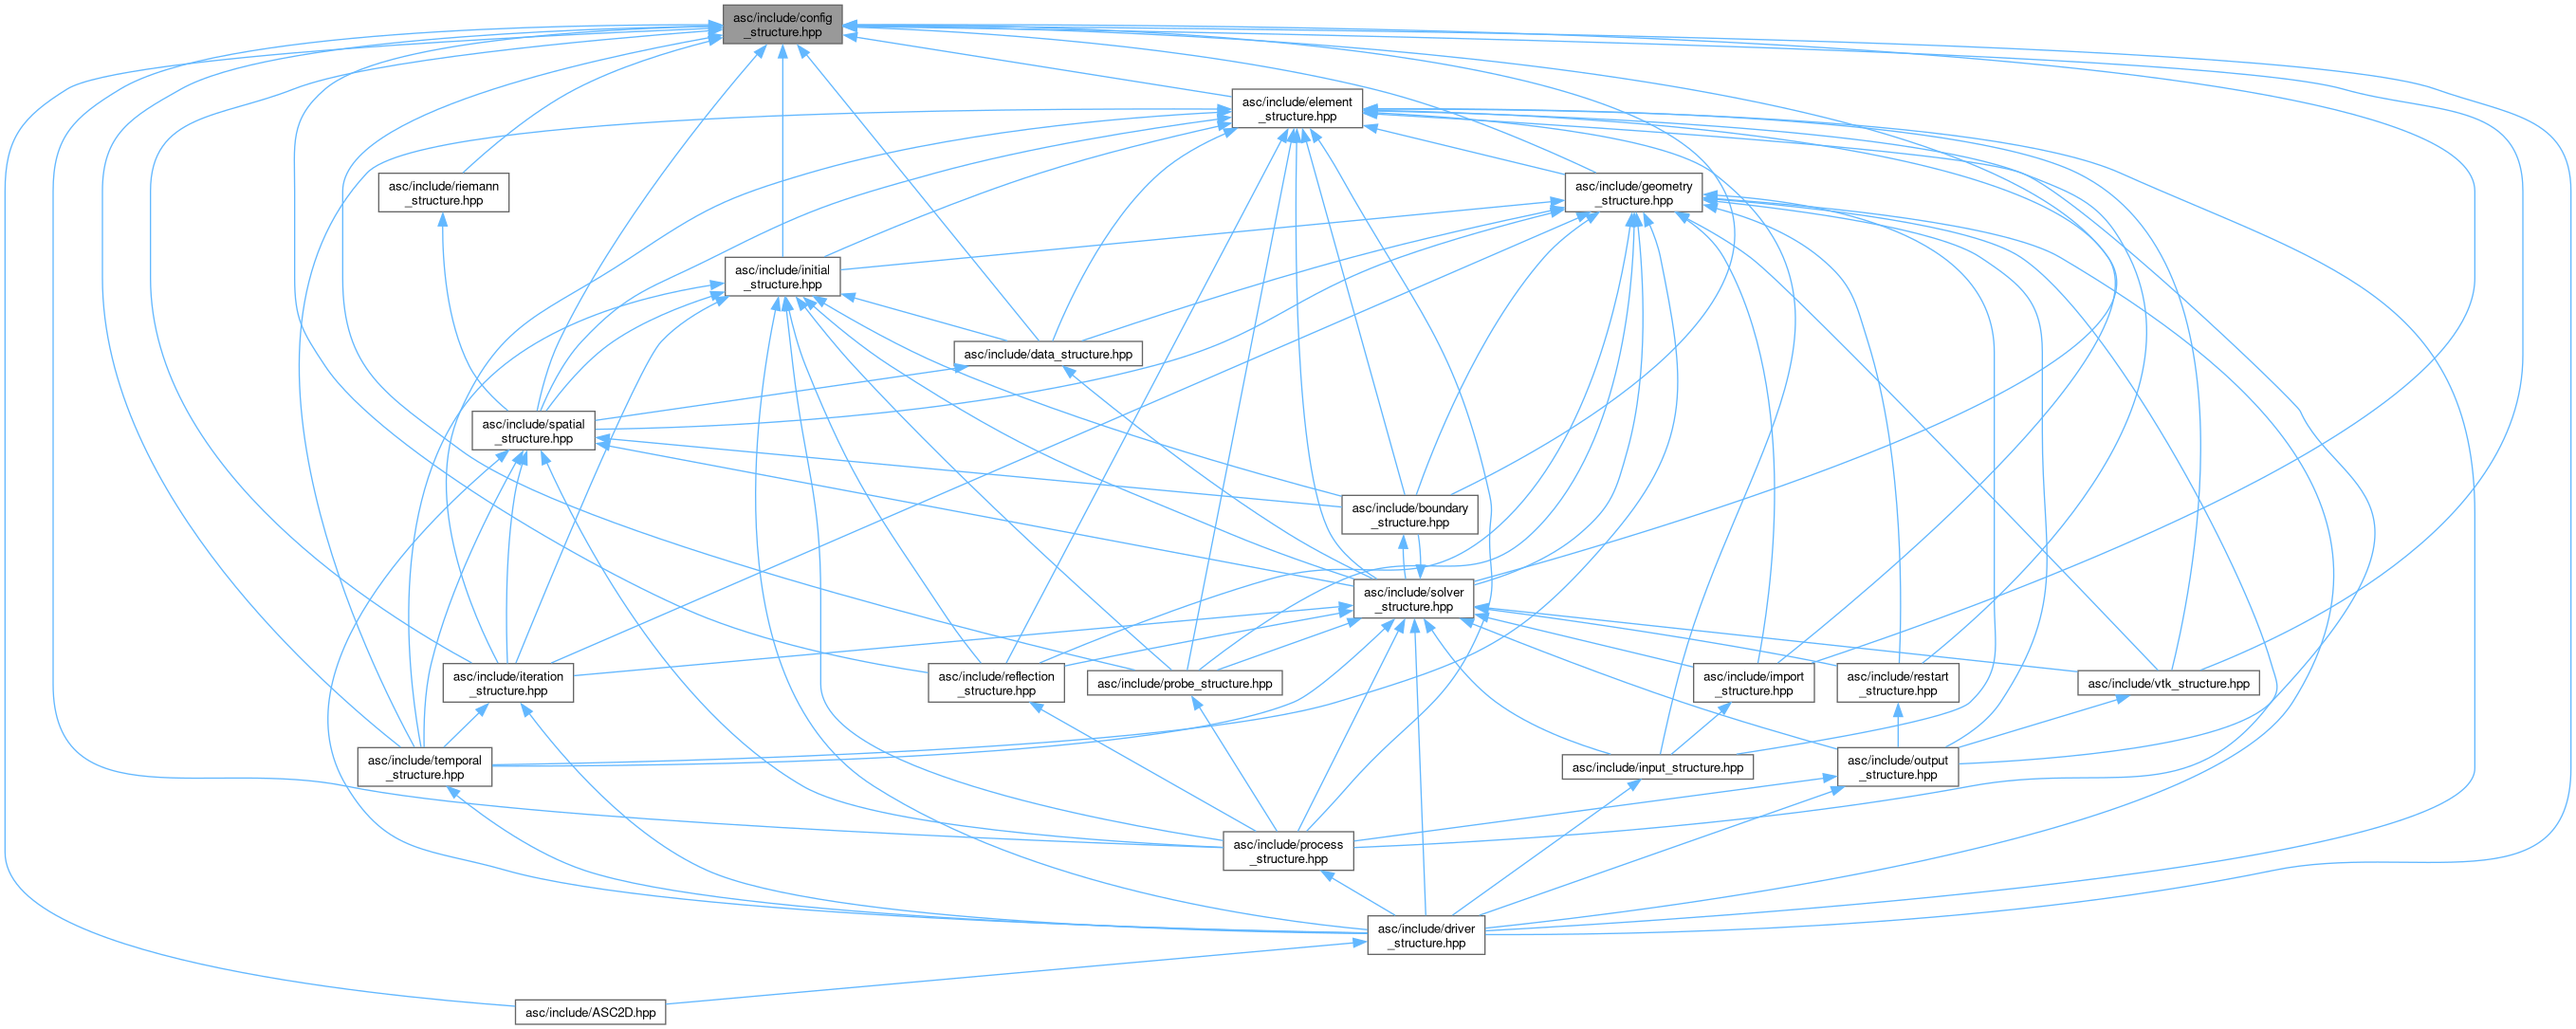 asc/include/config
_structure.hpp
asc/include/element
_structure.hpp
asc/include/riemann
_structure.hpp
asc/include/geometry
_structure.hpp
asc/include/initial
_structure.hpp
asc/include/data_structure.hpp
asc/include/spatial
_structure.hpp
asc/include/boundary
_structure.hpp
asc/include/solver
_structure.hpp
asc/include/iteration
_structure.hpp
asc/include/reflection
_structure.hpp
asc/include/probe_structure.hpp
asc/include/import
_structure.hpp
asc/include/restart
_structure.hpp
asc/include/vtk_structure.hpp
asc/include/temporal
_structure.hpp
asc/include/input_structure.hpp
asc/include/output
_structure.hpp
asc/include/process
_structure.hpp
asc/include/driver
_structure.hpp
asc/include/ASC2D.hpp